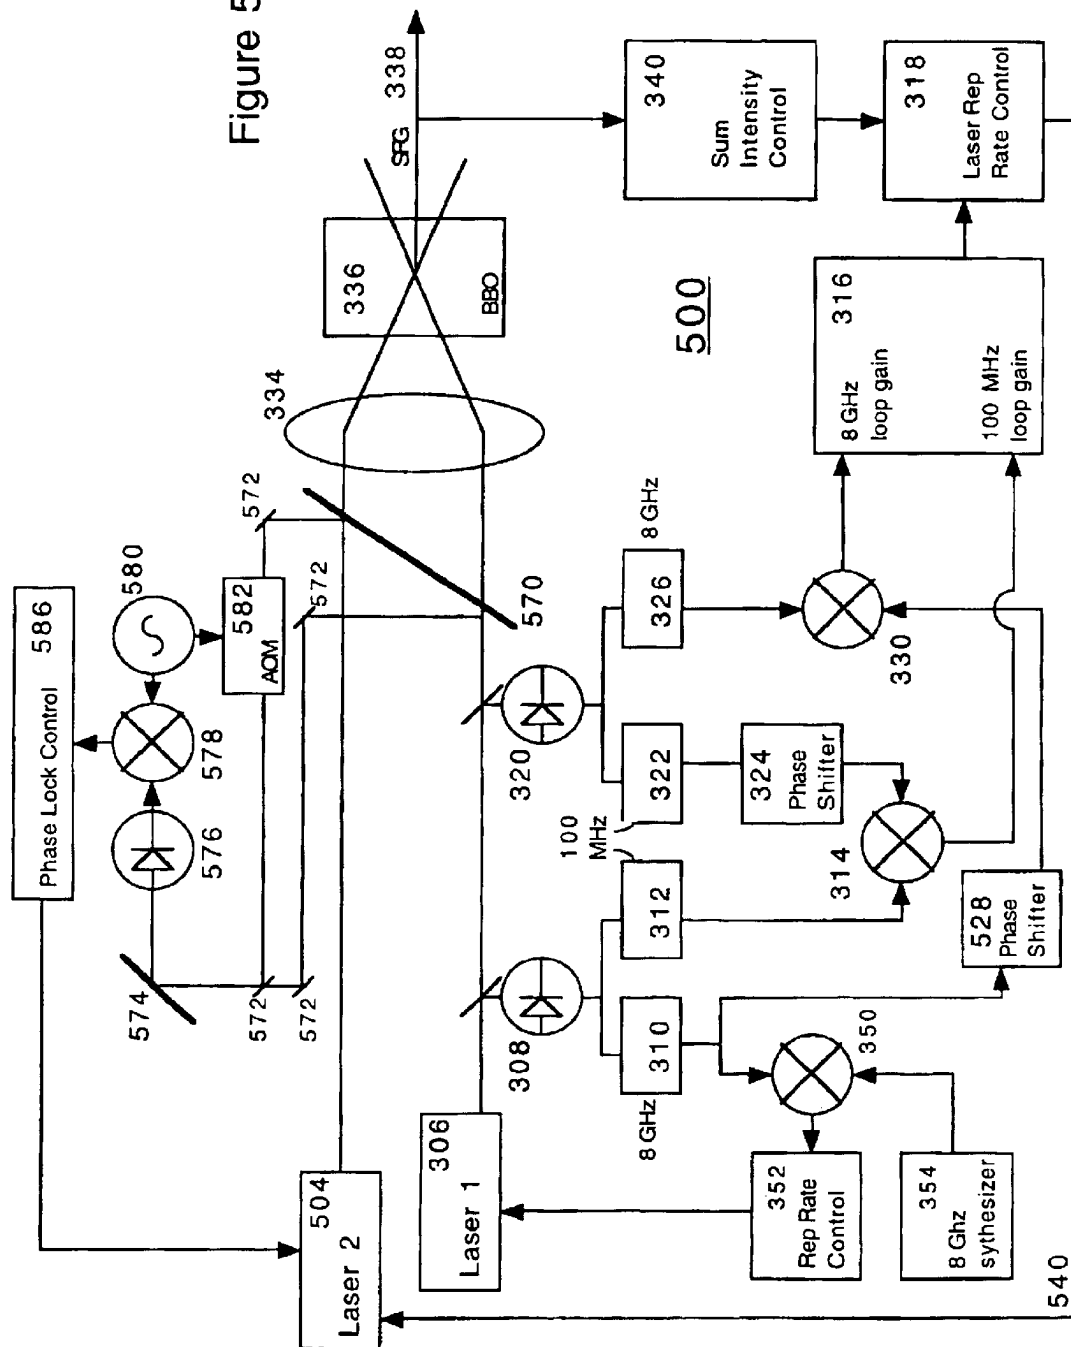 Figure 5
586
Phase Lock Control
580
582
AOM
578
576
574
572
572
572
572
570
334
336
BBO
SFG
338
340
Sum
Intensity
Control
318
Laser Rep
Rate Control
500
316
8 GHz
loop gain
100 MHz
loop gain
8 GHz
326
330
320
322
324
Phase
Shifter
100
MHz
314
312
308
310
8 GHz
528
Phase
Shifter
350
306
Laser 1
504
Laser 2
352
Rep Rate
Control
354
8 Ghz
sythesizer
540